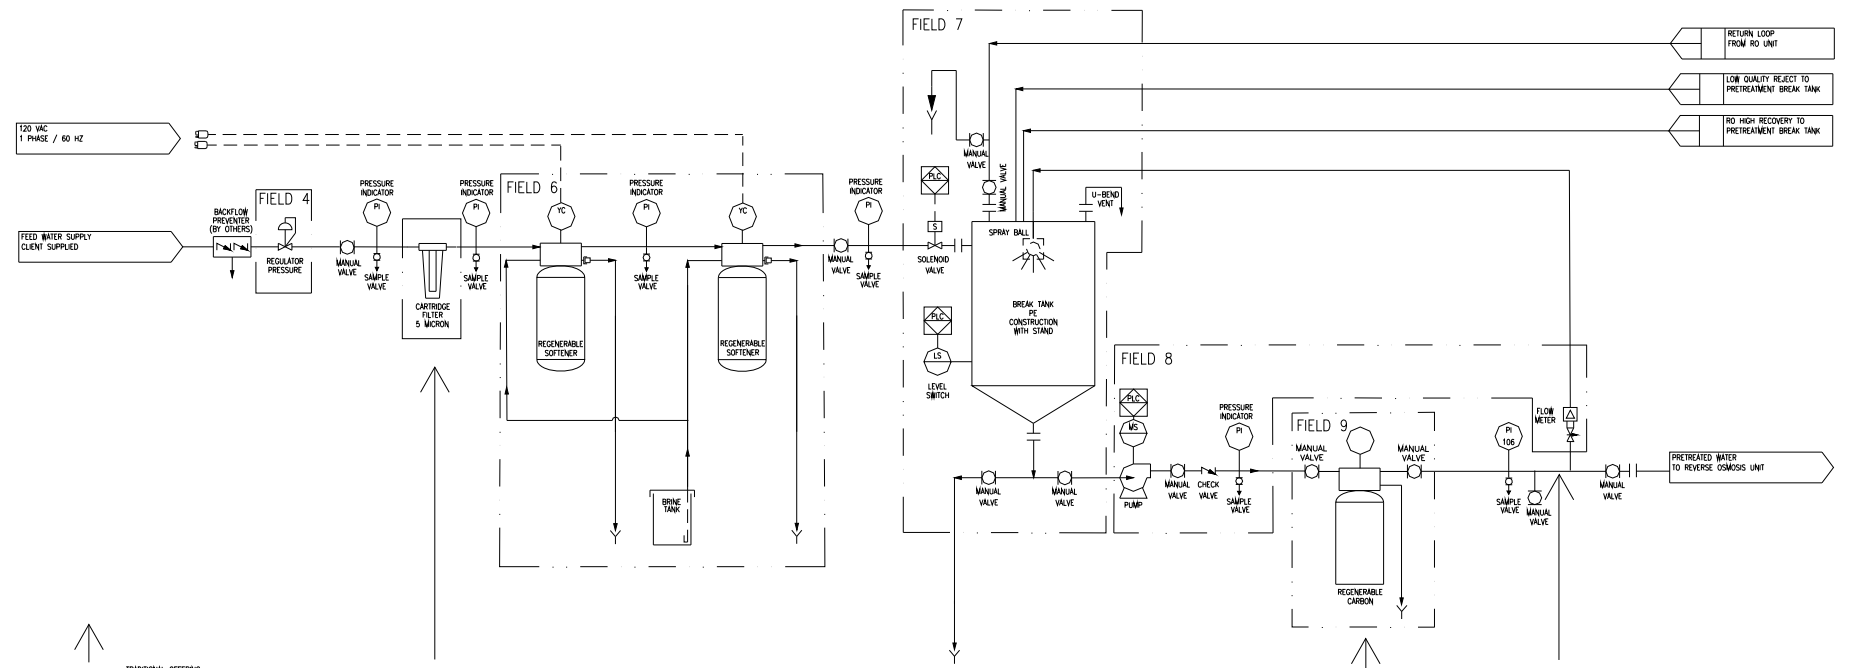 FIELD 7
RETURN LOOP
FROM RO UNIT
LOW QUALITY REJECT TO
PRETREATMENT BREAK TANK
RO HIGH RECOVERY TO
PRETREATMENT BREAK TANK
120 VAC
1 PHASE / 60 HZ
MANUAL
VALVE
MANUAL VALVE
PLC
U-BEND
VENT
S
SPRAY BALL
SOLENOID
VALVE
FEED WATER SUPPLY
CLIENT SUPPLIED
BACKFLOW
PREVENTER
(BY OTHERS)
FIELD 4
REGULATOR
PRESSURE
MANUAL
VALVE
PRESSURE
INDICATOR
PI
SAMPLE
VALVE
CARTRIDGE
FILTER
5 MICRON
PRESSURE
INDICATOR
PI
SAMPLE
VALVE
FIELD 6
YC
REGENERABLE
SOFTENER
PRESSURE
INDICATOR
PI
SAMPLE
VALVE
YC
REGENERABLE
SOFTENER
BRINE
TANK
MANUAL
VALVE
PRESSURE
INDICATOR
PI
SAMPLE
VALVE
PLC
LS
LEVEL
SWITCH
BREAK TANK
PE
CONSTRUCTION
WITH STAND
MANUAL
VALVE
MANUAL
VALVE
FIELD 8
PLC
MS
PUMP
MANUAL
VALVE
CHECK
VALVE
PRESSURE
INDICATOR
PI
SAMPLE
VALVE
FIELD 9
MANUAL
VALVE
MANUAL
VALVE
REGENERABLE
CARBON
PI
106
SAMPLE
VALVE
MANUAL
VALVE
FLOW
METER
MANUAL
VALVE
PRETREATED WATER
TO REVERSE OSMOSIS UNIT